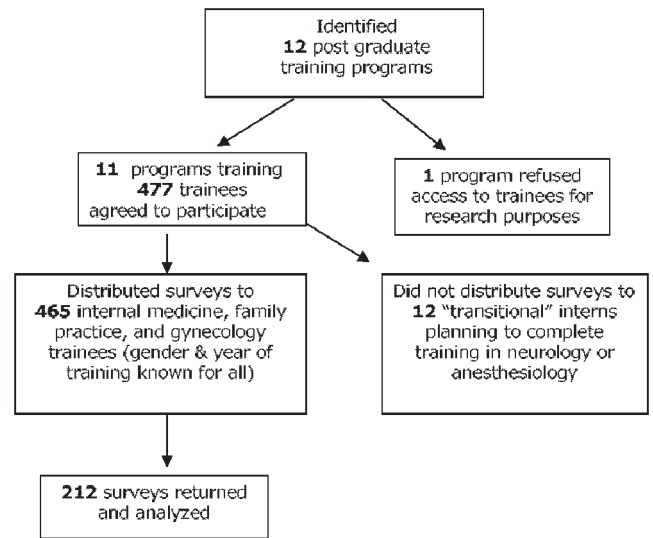 Identified
12 post graduate
training programs
11 programs training
477 trainees
agreed to participate
1 program refused
access to trainees for
research purposes
Distributed surveys to
465 internal medicine, family
practice, and gynecology
trainees (gender & year of
training known for all)
Did not distribute surveys to
12 “transitional” interns
planning to complete
training in neurology or
anesthesiology
212 surveys returned
and analyzed